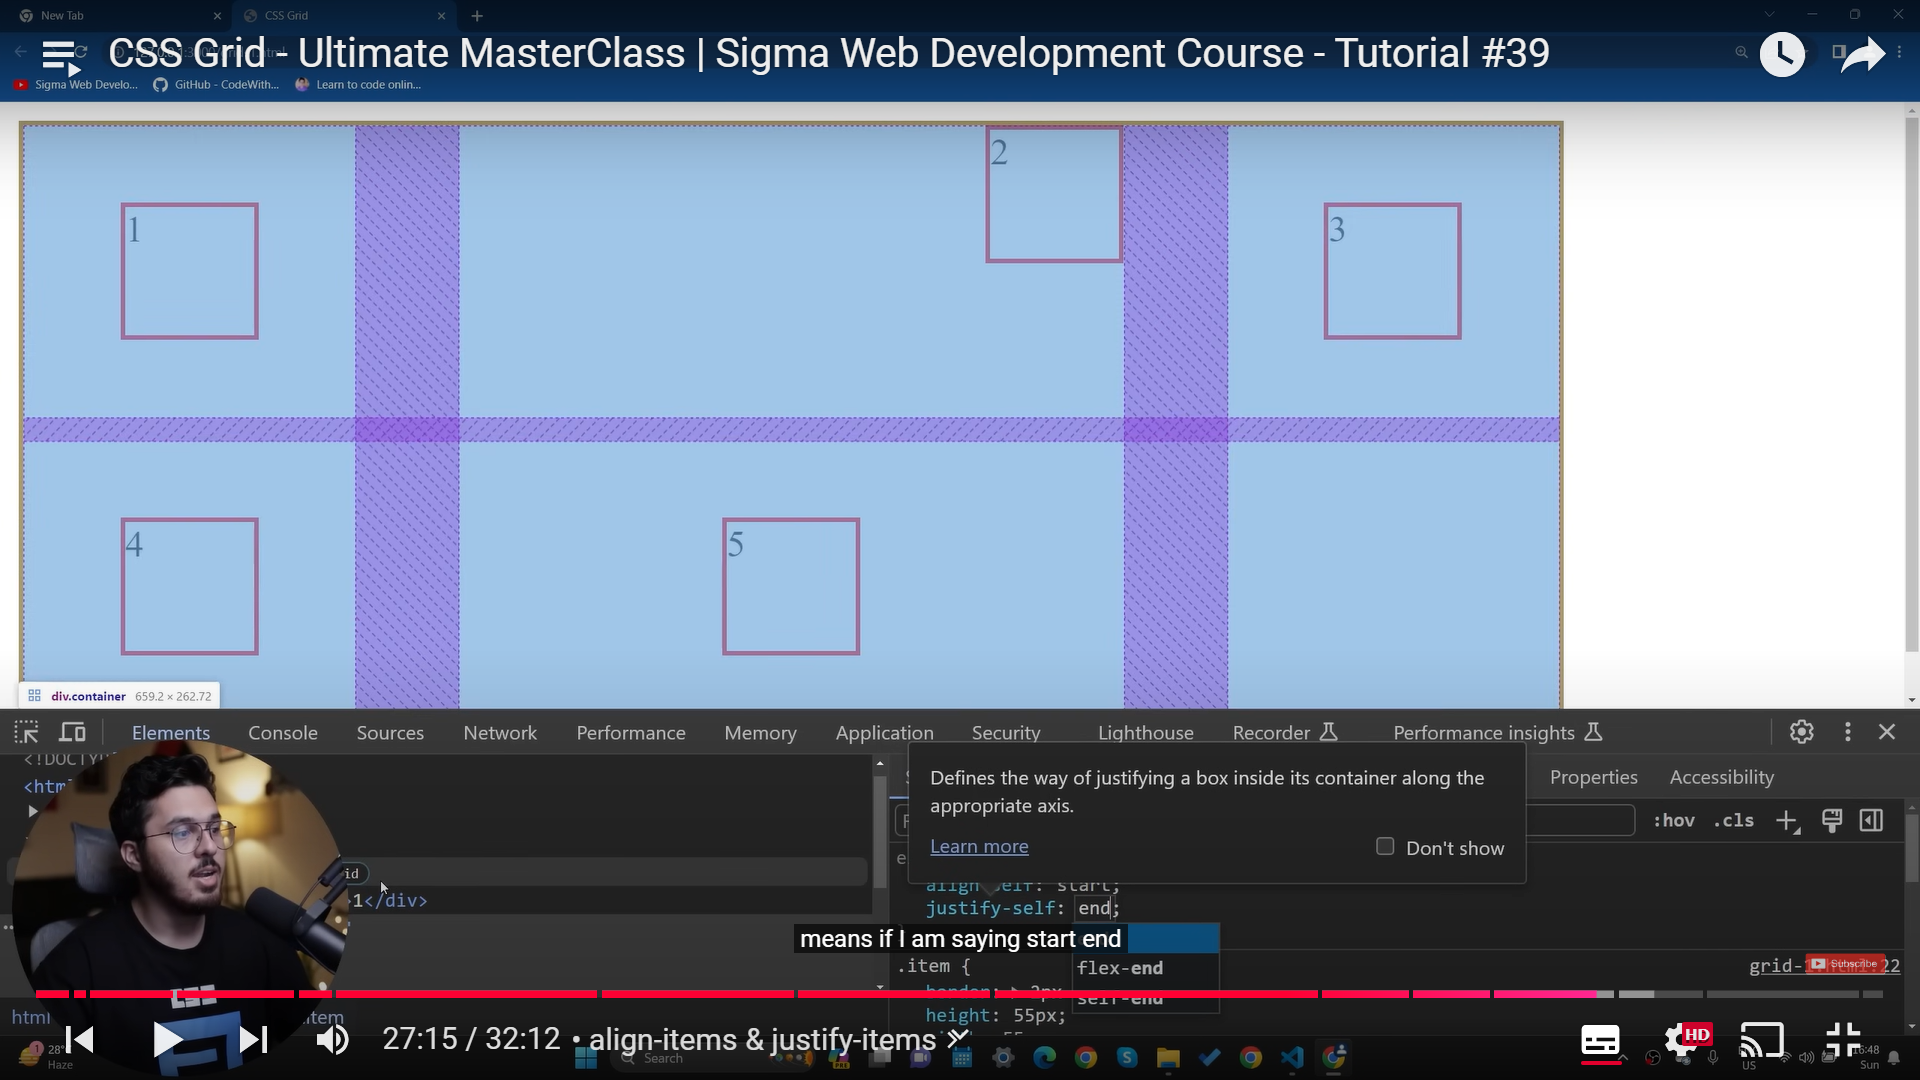 New Tab
CSS Grid
CSS Grid - Ultimate MasterClass | Sigma Web Development Course - Tutorial #39
Sigma Web Develo...
GitHub - CodeWith...
Learn to code onlin...
1
2
3
4
5
div.container 659.2 × 262.72
Elements
Console
Sources
Network
Performance
Memory
Application
Security
Lighthouse
Recorder
Performance insights
Defines the way of justifying a box inside its container along the
appropriate axis.
Learn more
Don't show
Properties
Accessibility
:hov .cls
id
1</div>
align-self: start;
justify-self: end;
means if I am saying start end
flex-end
self-end
.item {
Subscribe
22
height: 55px;
html
27:15 / 32:12 • align-items & justify-items
HD
28°
Haze
Search
US
16:48
Sun